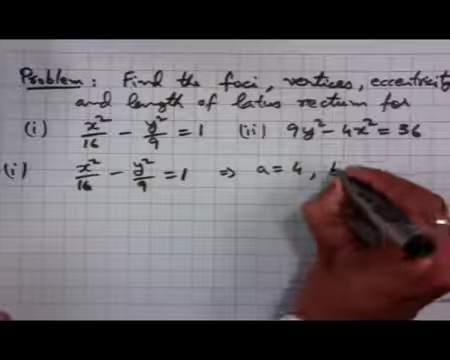 Problem: Find the foci, vertices, eccentricity
and length of latus rectum for
(i) x²/16 - y²/9 = 1 (ii) 9y² - 4x² = 36
(i) x²/16 - y²/9 = 1 ⇒ a = 4,